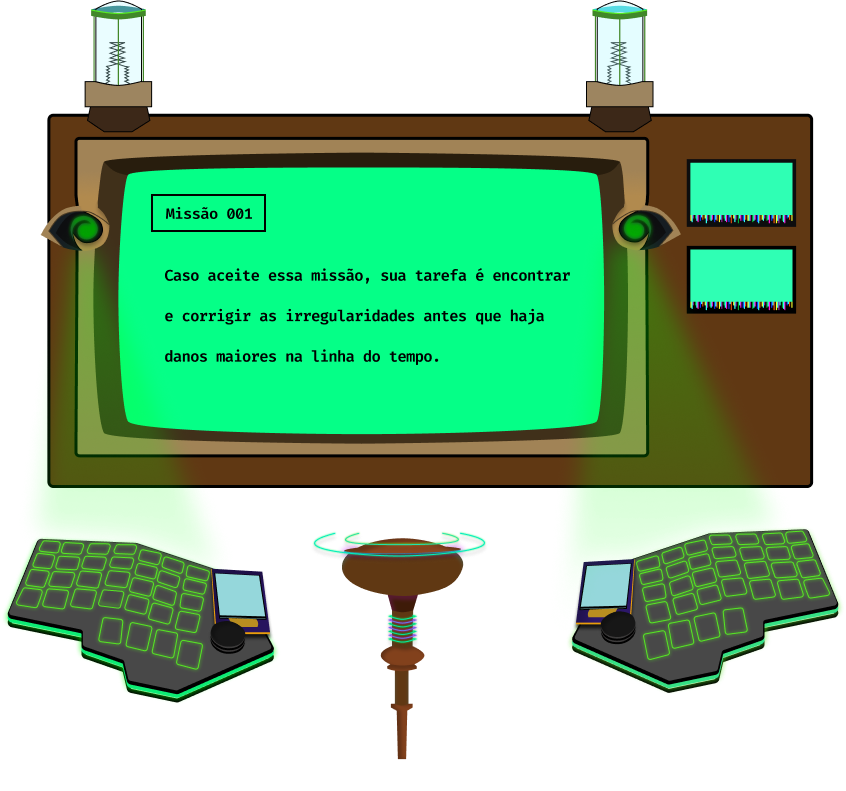 Missão 001
Caso aceite essa missão, sua tarefa é encontrar
e corrigir as irregularidades antes que haja
danos maiores na linha do tempo.